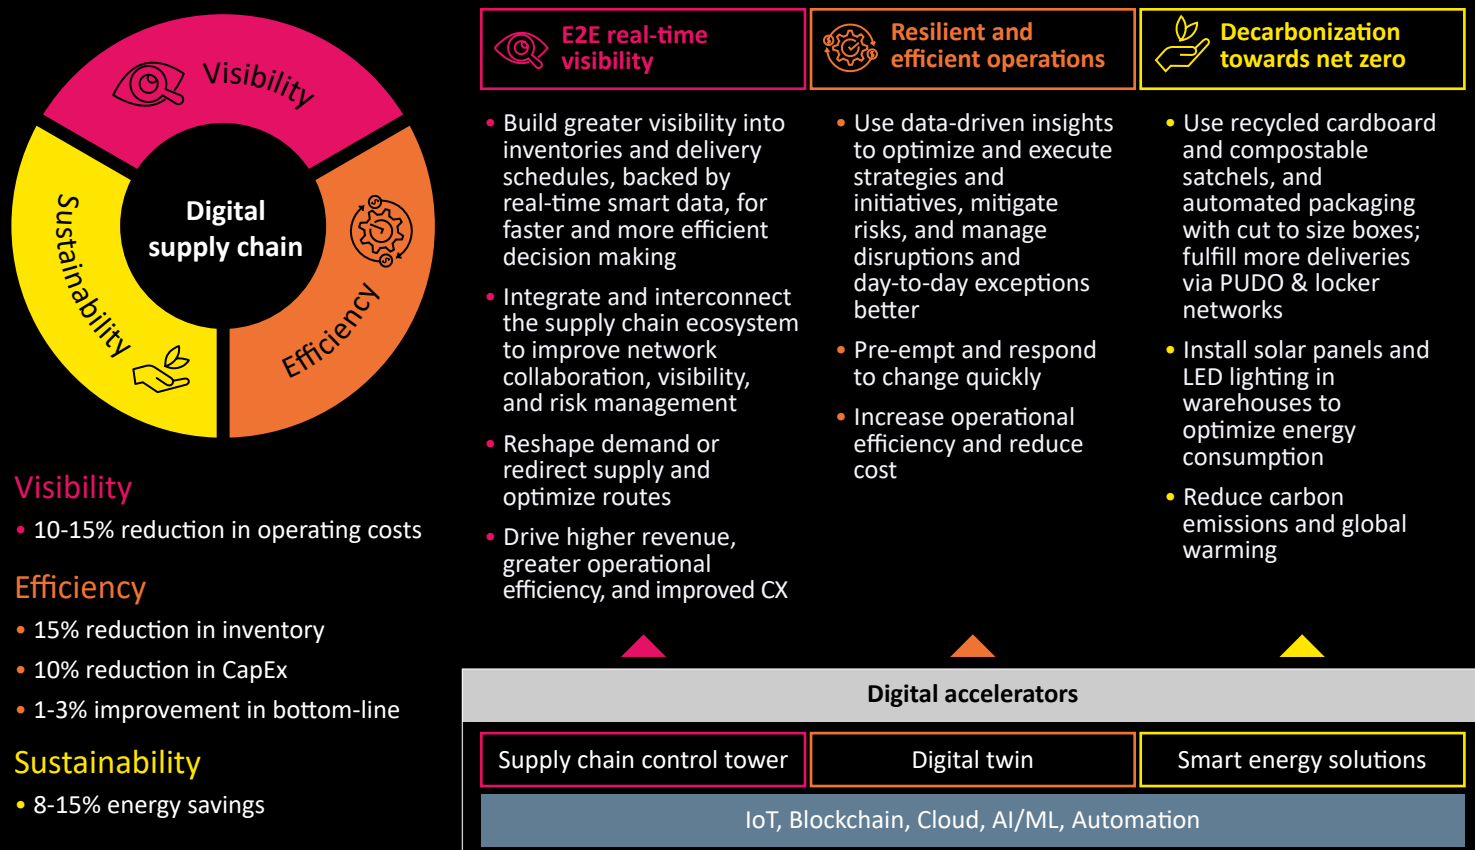 Visibility
Efficiency
Sustainability
Digital
supply chain
Visibility
• 10-15% reduction in operating costs
Efficiency
• 15% reduction in inventory
• 10% reduction in CapEx
• 1-3% improvement in bottom-line
Sustainability
• 8-15% energy savings
E2E real-time
visibility
• Build greater visibility into
inventories and delivery
schedules, backed by
real-time smart data, for
faster and more efficient
decision making
• Integrate and interconnect
the supply chain ecosystem
to improve network
collaboration, visibility,
and risk management
• Reshape demand or
redirect supply and
optimize routes
• Drive higher revenue,
greater operational
efficiency, and improved CX
Resilient and
efficient operations
• Use data-driven insights
to optimize and execute
strategies and
initiatives, mitigate
risks, and manage
disruptions and
day-to-day exceptions
better
• Pre-empt and respond
to change quickly
• Increase operational
efficiency and reduce
cost
Decarbonization
towards net zero
• Use recycled cardboard
and compostable
satchels, and
automated packaging
with cut to size boxes;
fulfill more deliveries
via PUDO & locker
networks
• Install solar panels and
LED lighting in
warehouses to
optimize energy
consumption
• Reduce carbon
emissions and global
warming
Digital accelerators
Supply chain control tower
Digital twin
Smart energy solutions
IoT, Blockchain, Cloud, AI/ML, Automation